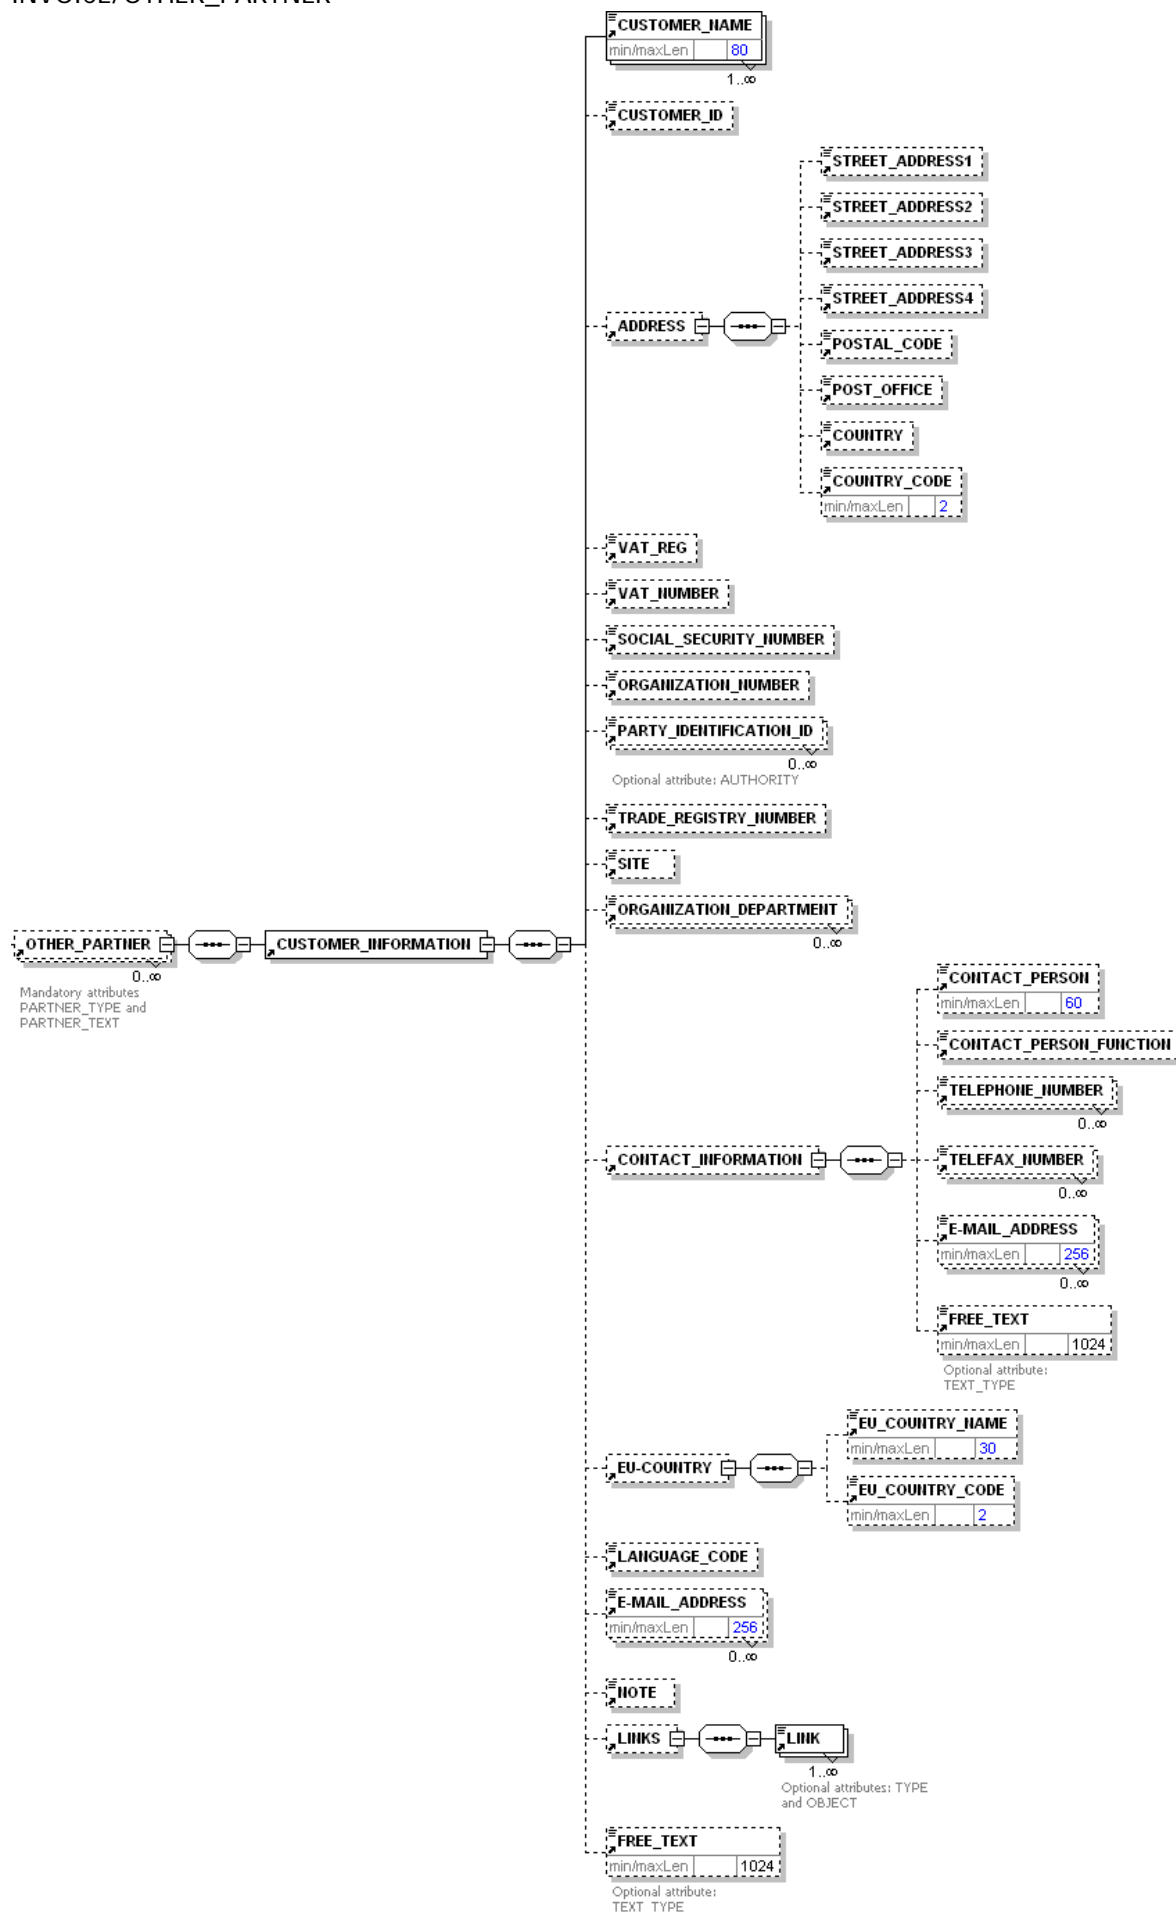 INVOICE/OTHER_PARTNER
CUSTOMER_NAME
min/maxLen 80
1..∞
CUSTOMER_ID
STREET_ADDRESS1
STREET_ADDRESS2
STREET_ADDRESS3
STREET_ADDRESS4
ADDRESS
POSTAL_CODE
POST_OFFICE
COUNTRY
COUNTRY_CODE
min/maxLen 2
VAT_REG
VAT_NUMBER
SOCIAL_SECURITY_NUMBER
ORGANIZATION_NUMBER
PARTY_IDENTIFICATION_ID
0..∞
Optional attribute: AUTHORITY
TRADE_REGISTRY_NUMBER
SITE
ORGANIZATION_DEPARTMENT
0..∞
OTHER_PARTNER
0..∞
Mandatory attributes
PARTNER_TYPE and
PARTNER_TEXT
CUSTOMER_INFORMATION
CONTACT_PERSON
min/maxLen 60
CONTACT_PERSON_FUNCTION
TELEPHONE_NUMBER
0..∞
CONTACT_INFORMATION
TELEFAX_NUMBER
0..∞
E-MAIL_ADDRESS
min/maxLen 256
0..∞
FREE_TEXT
min/maxLen 1024
Optional attribute:
TEXT_TYPE
EU_COUNTRY_NAME
min/maxLen 30
EU-COUNTRY
EU_COUNTRY_CODE
min/maxLen 2
LANGUAGE_CODE
E-MAIL_ADDRESS
min/maxLen 256
0..∞
NOTE
LINKS
LINK
1..∞
Optional attributes: TYPE
and OBJECT
FREE_TEXT
min/maxLen 1024
Optional attribute:
TEXT_TYPE